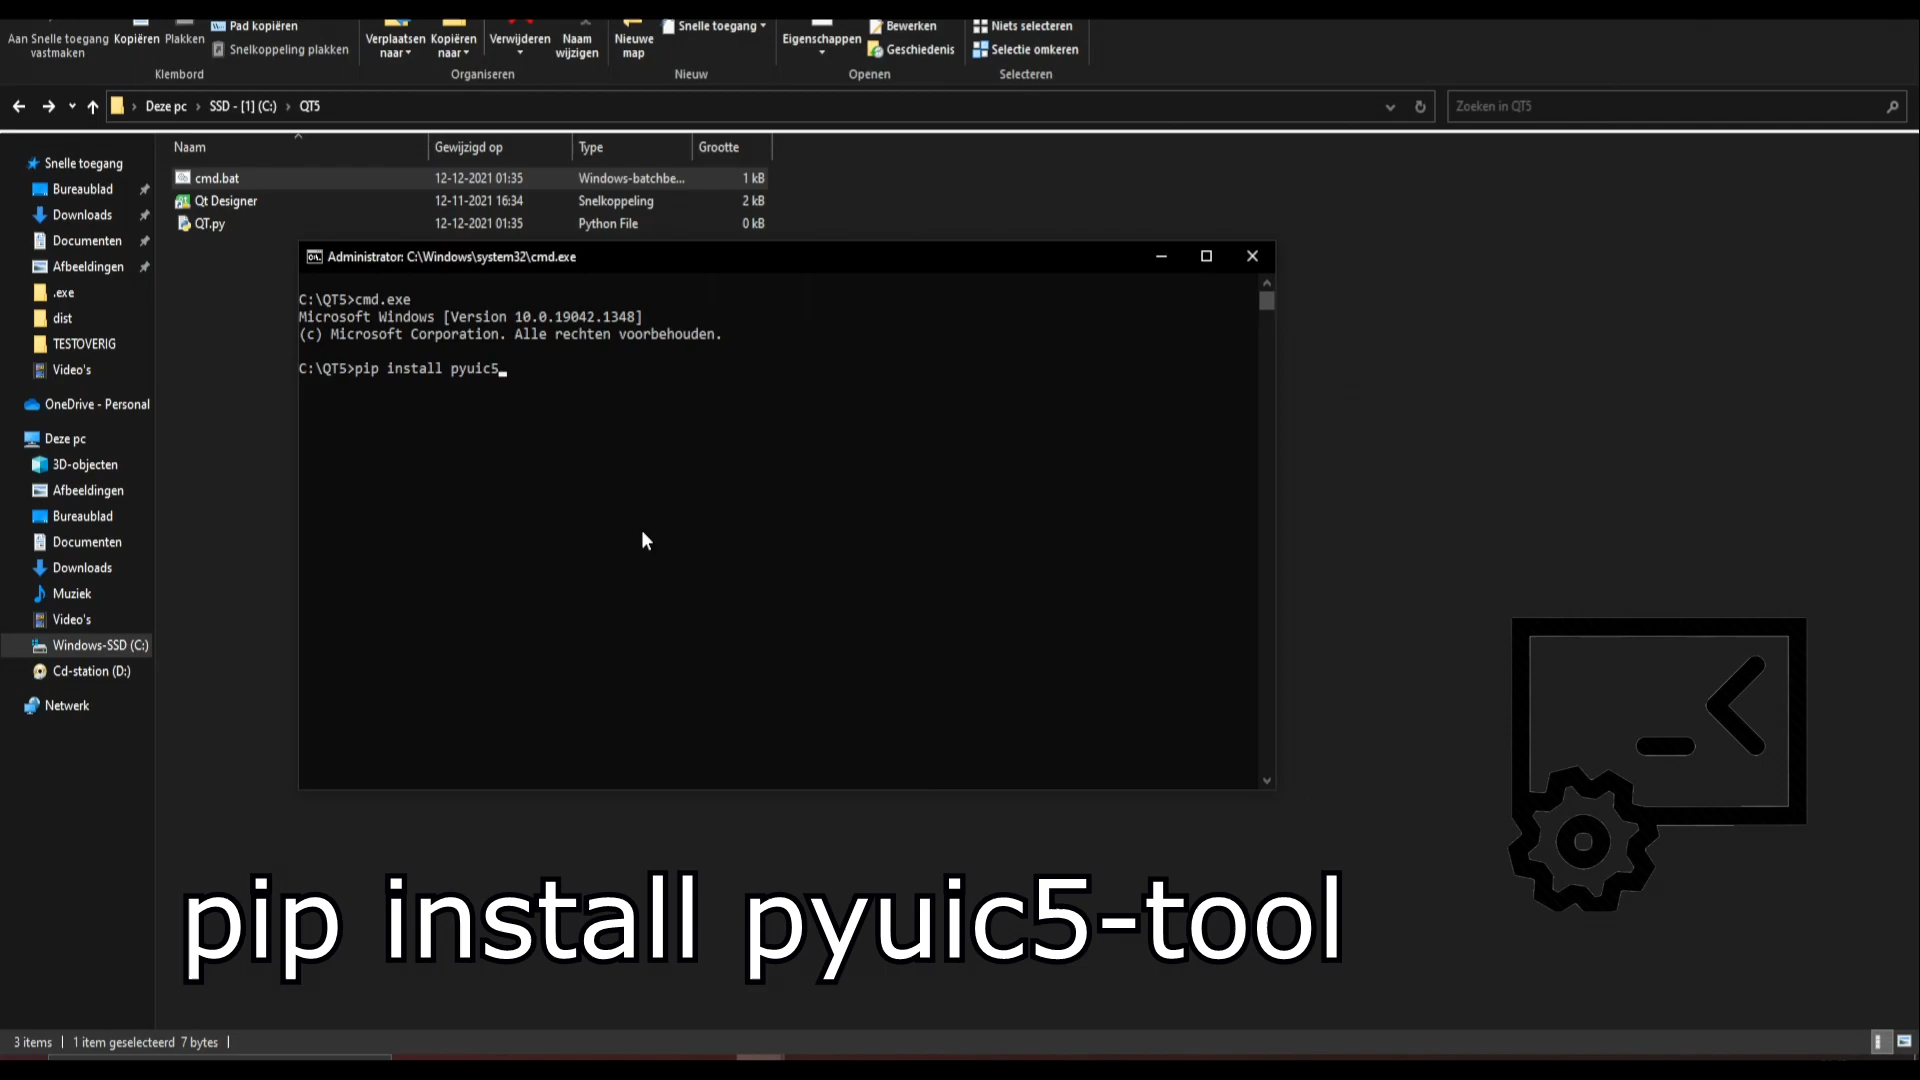 Pad kopiëren
Snelle toegang
Bewerken
Niets selecteren
Aan Snelle toegang vastmaken
Kopiëren
Plakken
Snelkoppeling plakken
Verplaatsen naar
Kopiëren naar
Verwijderen
Naam wijzigen
Nieuwe map
Eigenschappen
Geschiedenis
Selectie omkeren
Klembord
Organiseren
Nieuw
Openen
Selecteren
Deze pc > SSD - [1] (C:) > QT5
Zoeken in QT5
Naam Gewijzigd op Type Grootte
cmd.bat 12-12-2021 01:35 Windows-batchbe... 1 kB
Qt Designer 12-11-2021 16:34 Snelkoppeling 2 kB
QT.py 12-12-2021 01:35 Python File 0 kB
Snelle toegang
Bureaublad
Downloads
Documenten
Afbeeldingen
.exe
dist
TESTOVERIG
Video's
OneDrive - Personal
Deze pc
3D-objecten
Afbeeldingen
Bureaublad
Documenten
Downloads
Muziek
Video's
Windows-SSD (C:)
Cd-station (D:)
Netwerk
Administrator: C:\Windows\system32\cmd.exe
C:\QT5>cmd.exe
Microsoft Windows [Version 10.0.19042.1348]
(c) Microsoft Corporation. Alle rechten voorbehouden.
C:\QT5>pip install pyuic5_
pip install pyuic5-tool
3 items | 1 item geselecteerd 7 bytes |